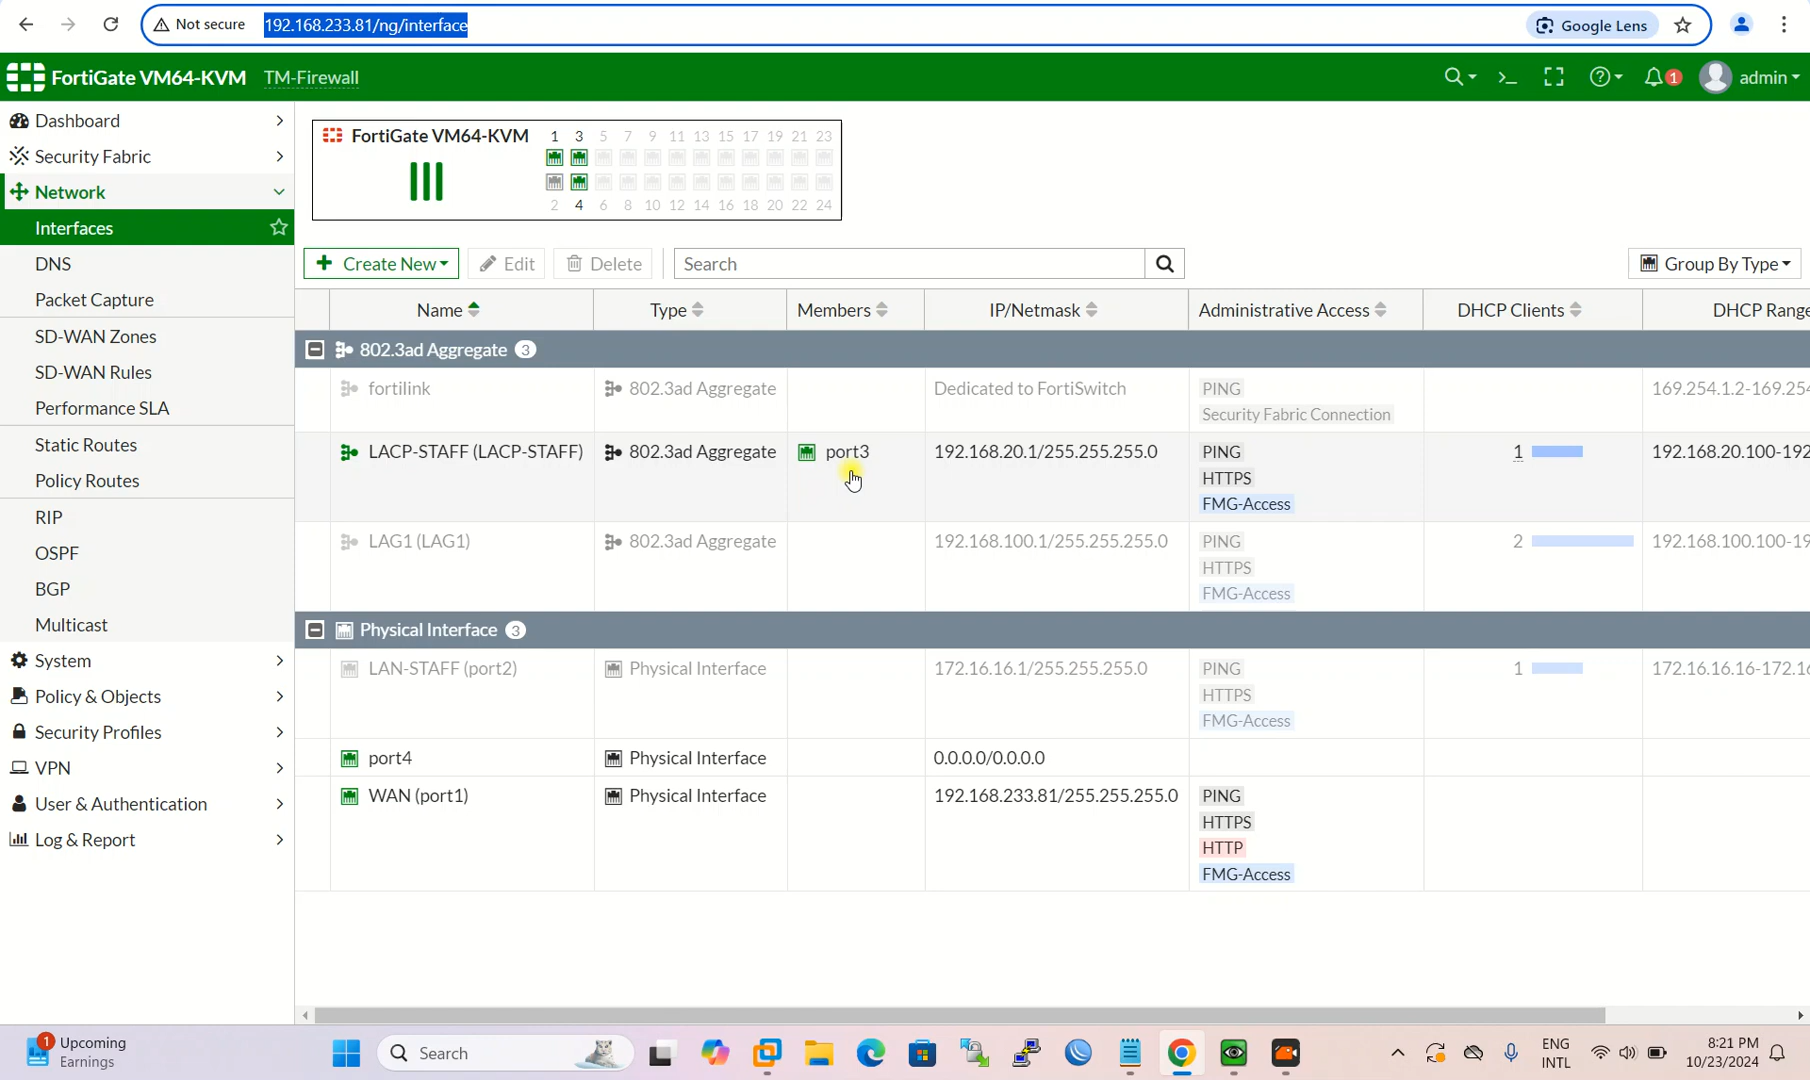 Not secure 192.168.233.81/ng/interface Google Lens
FortiGate VM64-KVM TM-Firewall 1 admin
Dashboard
Security Fabric
Network
Interfaces
DNS
Packet Capture
SD-WAN Zones
SD-WAN Rules
Performance SLA
Static Routes
Policy Routes
RIP
OSPF
BGP
Multicast
System
Policy & Objects
Security Profiles
VPN
User & Authentication
Log & Report
FortiGate VM64-KVM 1 3 5 7 9 11 13 15 17 19 21 23
2 4 6 8 10 12 14 16 18 20 22 24
Create New Edit Delete Search Group By Type
Name Type Members IP/Netmask Administrative Access DHCP Clients DHCP Range
802.3ad Aggregate 3
fortilink 802.3ad Aggregate Dedicated to FortiSwitch PING 169.254.1.2-169.254
Security Fabric Connection
LACP-STAFF (LACP-STAFF) 802.3ad Aggregate port3 192.168.20.1/255.255.255.0 PING 1 192.168.20.100-192
HTTPS
FMG-Access
LAG1 (LAG1) 802.3ad Aggregate 192.168.100.1/255.255.255.0 PING 2 192.168.100.100-19
HTTPS
FMG-Access
Physical Interface 3
LAN-STAFF (port2) Physical Interface 172.16.16.1/255.255.255.0 PING 1 172.16.16.16-172.16
HTTPS
FMG-Access
port4 Physical Interface 0.0.0.0/0.0.0.0
WAN (port1) Physical Interface 192.168.233.81/255.255.255.0 PING
HTTPS
HTTP
FMG-Access
1 Upcoming
Earnings
Search
ENG
INTL
8:21 PM
10/23/2024